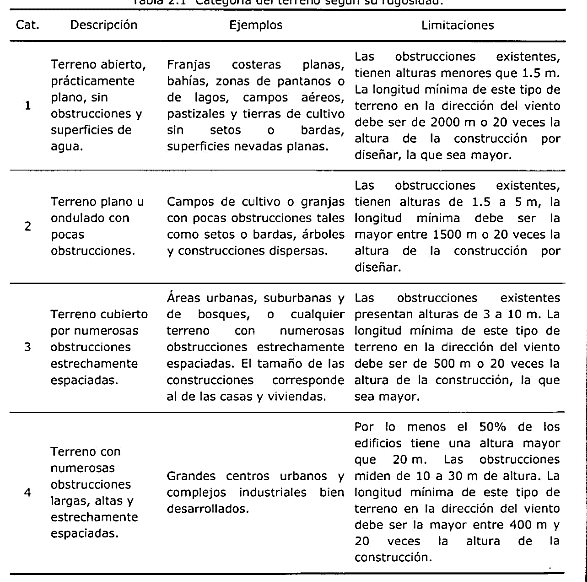 Tabla 2.1 Categoría del terreno según su rugosidad.
Cat. Descripción Ejemplos Limitaciones
1
Terreno abierto,
prácticamente
plano, sin
obstrucciones y
superficies de
agua.
Franjas costeras planas,
bahías, zonas de pantanos o
de lagos, campos aéreos,
pastizales y tierras de cultivo
sin setos o bardas,
superficies nevadas planas.
Las obstrucciones existentes,
tienen alturas menores que 1.5 m.
La longitud mínima de este tipo de
terreno en la dirección del viento
debe ser de 2000 m o 20 veces la
altura de la construcción por
diseñar, la que sea mayor.
2
Terreno plano u
ondulado con
pocas
obstrucciones.
Campos de cultivo o granjas
con pocas obstrucciones tales
como setos o bardas, árboles
y construcciones dispersas.
Las obstrucciones existentes,
tienen alturas de 1.5 a 5 m, la
longitud mínima debe ser la
mayor entre 1500 m o 20 veces la
altura de la construcción por
diseñar.
3
Terreno cubierto
por numerosas
obstrucciones
estrechamente
espaciadas.
Áreas urbanas, suburbanas y
de bosques, o cualquier
terreno con numerosas
obstrucciones estrechamente
espaciadas. El tamaño de las
construcciones corresponde
al de las casas y viviendas.
Las obstrucciones existentes
presentan alturas de 3 a 10 m. La
longitud mínima de este tipo de
terreno en la dirección del viento
debe ser de 500 m o 20 veces la
altura de la construcción, la que
sea mayor.
4
Terreno con
numerosas
obstrucciones
largas, altas y
estrechamente
espaciadas.
Grandes centros urbanos y
complejos industriales bien
desarrollados.
Por lo menos el 50% de los
edificios tiene una altura mayor
que 20 m. Las obstrucciones
miden de 10 a 30 m de altura. La
longitud mínima de este tipo de
terreno en la dirección del viento
debe ser la mayor entre 400 m y
20 veces la altura de la
construcción.